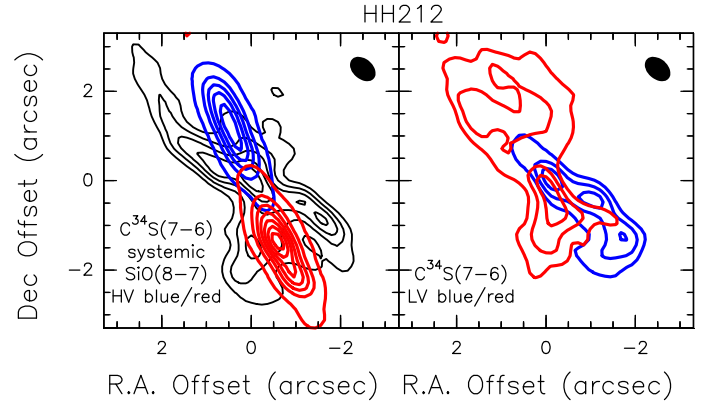 HH212
Dec Offset (arcsec)
2
0
−2
C³⁴S(7−6)
systemic
SiO(8−7)
HV blue/red
C³⁴S(7−6)
LV blue/red
2 0 −2 2 0 −2
R.A. Offset (arcsec) R.A. Offset (arcsec)